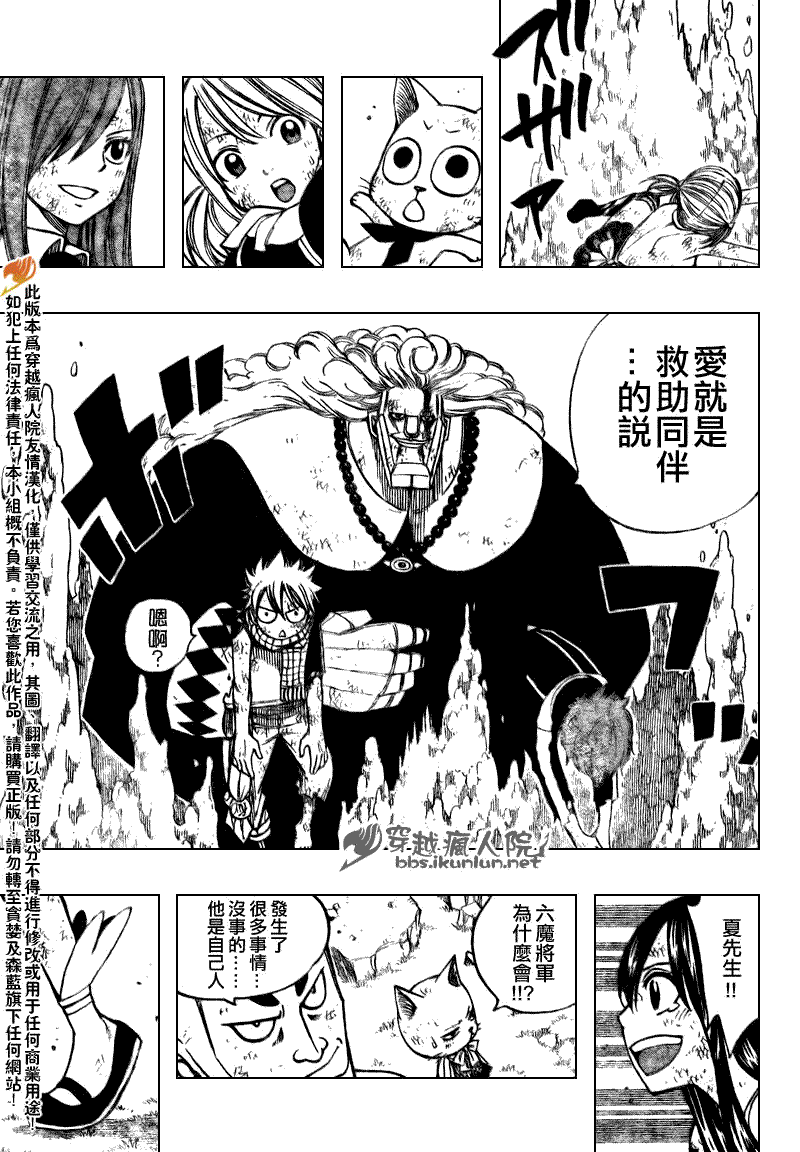 ズズズ
ア
愛就是
救助同伴
…的說
ボ
嗯啊？
夏先生!!
六魔將軍
為什麼會!!?
發生了
很多事情…
沒事的……
他是自己人
此版本爲穿越瘋人院友情漢化，僅供學習交流之用，其圖、翻譯以及任何部分不得進行修改或用于任何商業用途！
如犯上任何法律責任，本小組概不負責。若您喜歡此作品，請購買正版！請勿轉至貪婪及森藍旗下任何網站！
穿越瘋人院
bbs.ikunlun.net